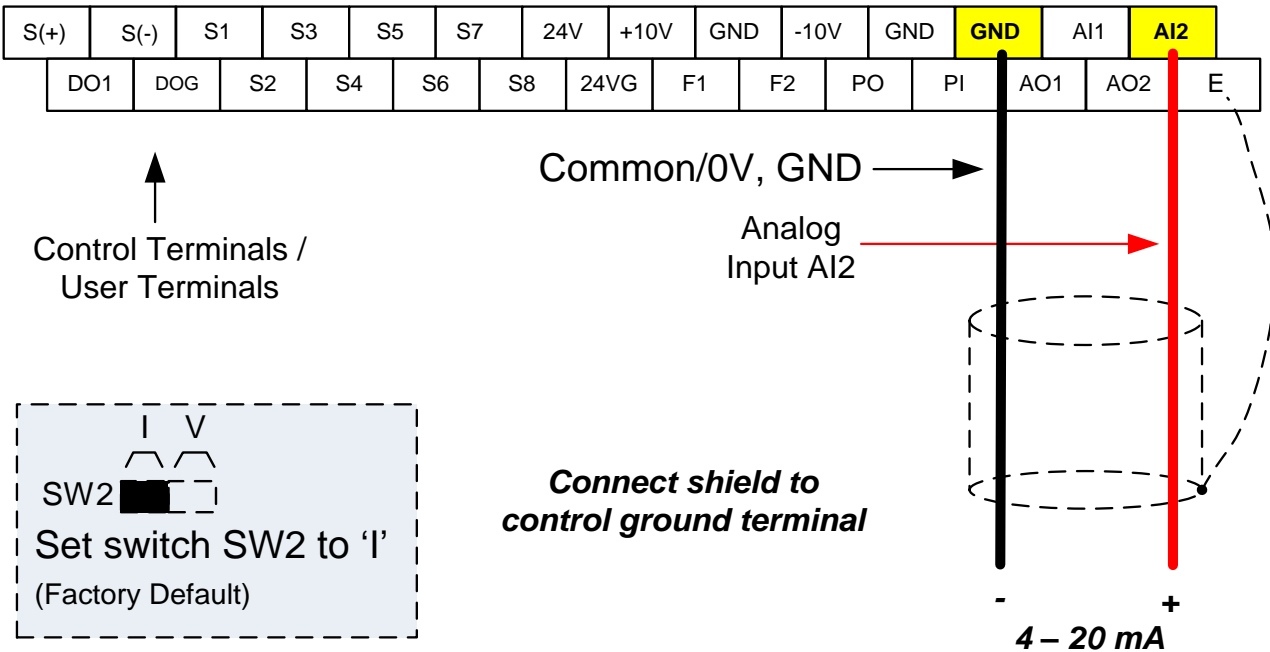 S(+) S(-) S1 S3 S5 S7 24V +10V GND -10V GND GND AI1 AI2
DO1 DOG S2 S4 S6 S8 24VG F1 F2 PO PI AO1 AO2 E
Common/0V, GND
Control Terminals /
User Terminals
Analog
Input AI2
I V
SW2
Set switch SW2 to ‘I’
(Factory Default)
Connect shield to
control ground terminal
- +
4 – 20 mA